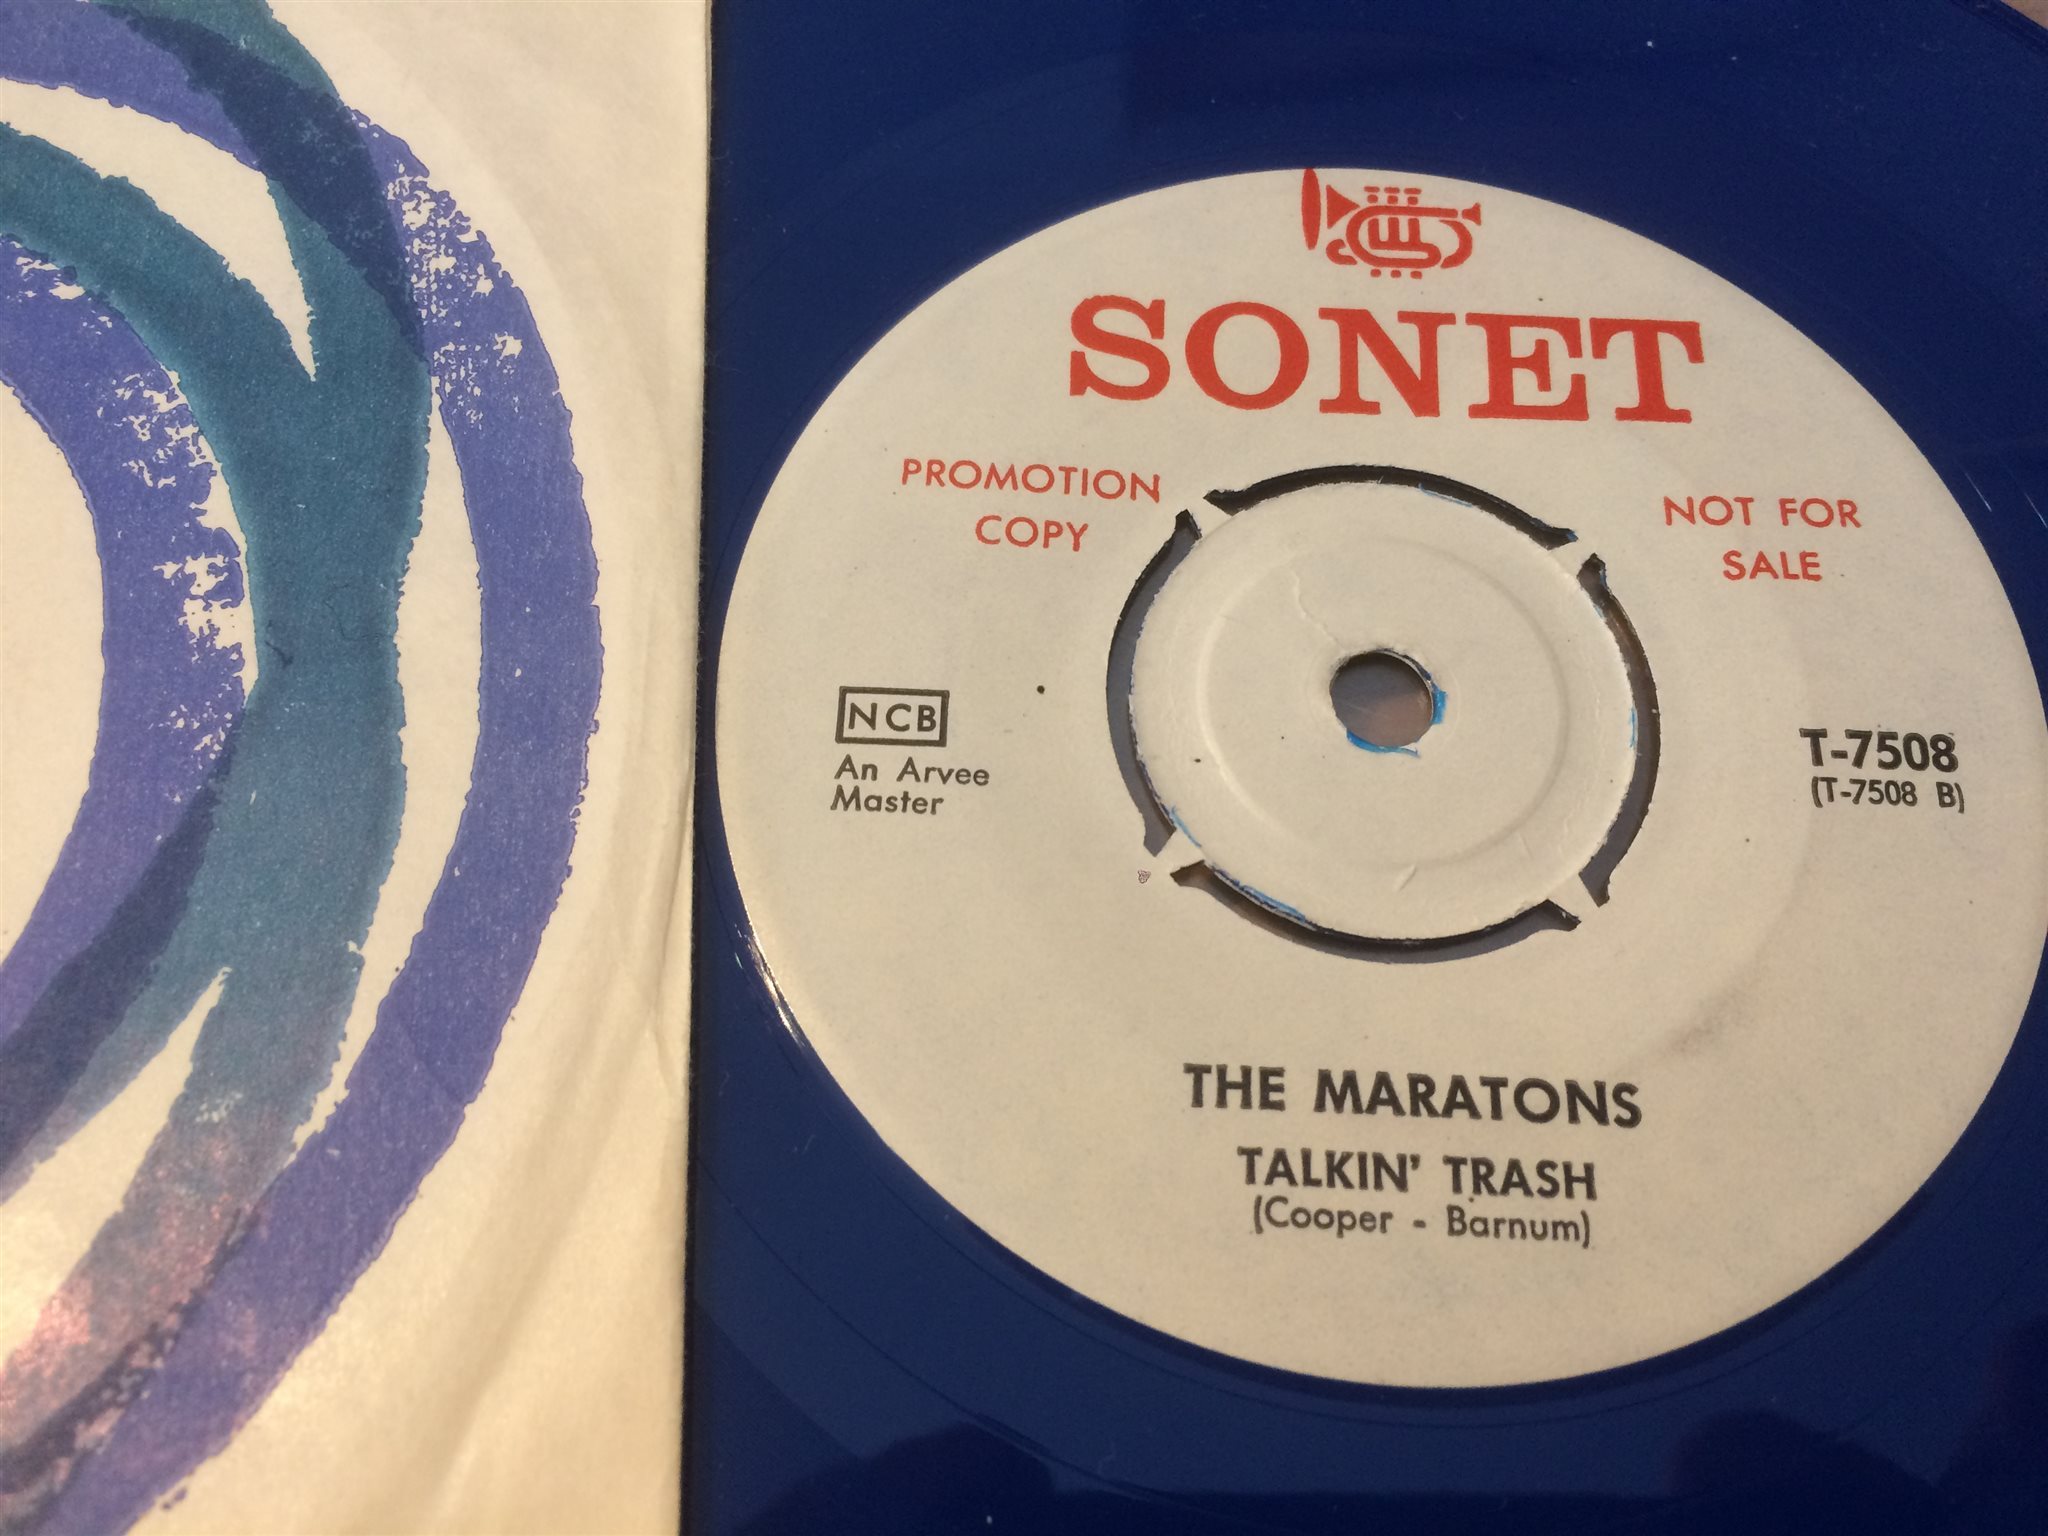 SONET
PROMOTION
COPY
NOT FOR
SALE
NCB
An Arvee
Master
T-7508
(T-7508 B)
THE MARATONS
TALKIN' TRASH
(Cooper - Barnum)